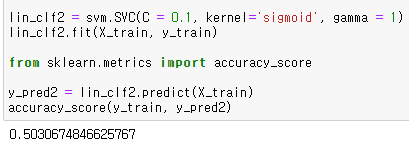 lin_clf2 = svm.SVC(C = 0.1, kernel='sigmoid', gamma = 1)
lin_clf2.fit(X_train, y_train)
from sklearn.metrics import accuracy_score
y_pred2 = lin_clf2.predict(X_train)
accuracy_score(y_train, y_pred2)
0.5030674846625767